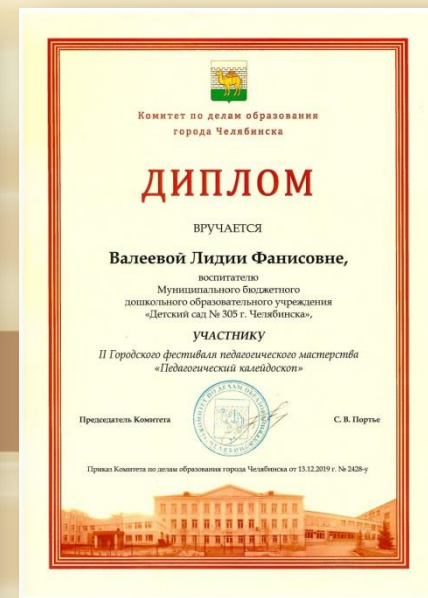 Комитет по делам образования
города Челябинска
ДИПЛОМ
ВРУЧАЕТСЯ
Валеевой Лидии Фанисовне,
воспитателю
Муниципального бюджетного
дошкольного образовательного учреждения
«Детский сад № 305 г. Челябинска»,
УЧАСТНИКУ
II Городского фестиваля педагогического мастерства
«Педагогический калейдоскоп»
Председатель Комитета
С. В. Портье
Приказ Комитета по делам образования города Челябинска от 13.12.2019 г. № 2428-у